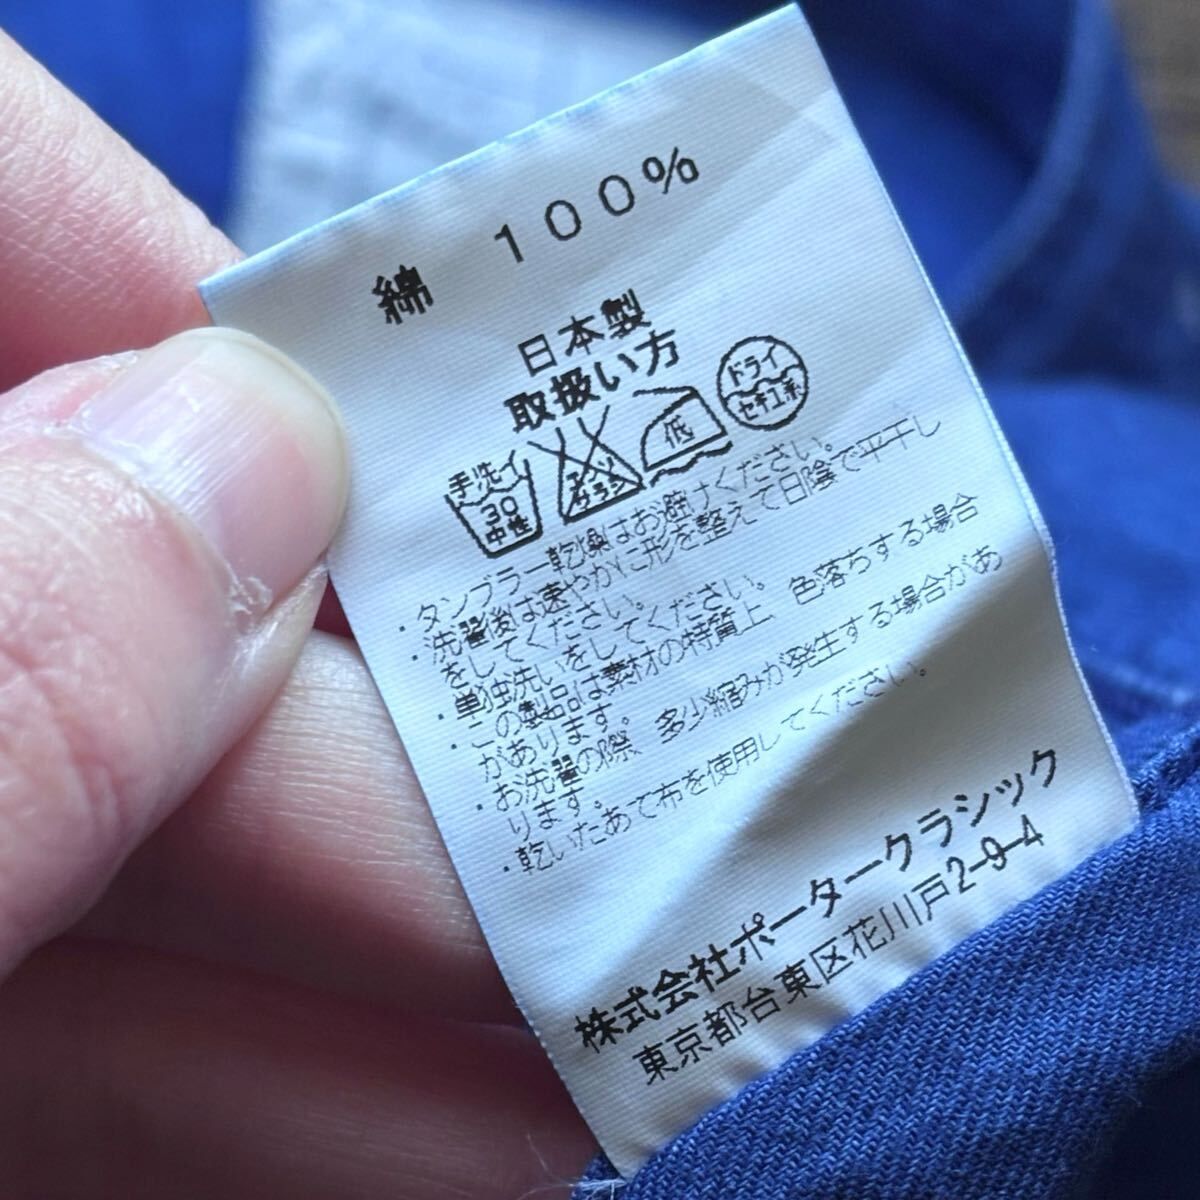 綿 100%
日本製
取扱い方
手洗イ
30
中性
エンソ
サラシ
低
ドライ
セキユ系
・タンブラー乾燥はお避けください。
・洗濯後は速やかに形を整えて日陰で平干し
をしてください。
・単独洗いをしてください。
・この製品は素材の特質上、色落ちする場合
があります。
・お洗濯の際、多少縮みが発生する場合があ
ります。
・乾いたあて布を使用してください。
株式会社ポータークラシック
東京都台東区花川戸2-9-4